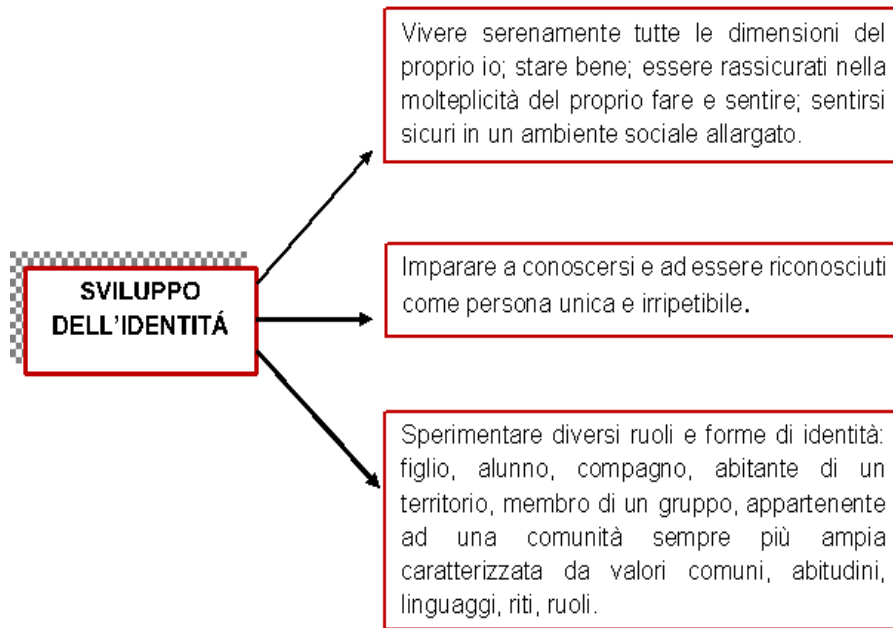 Vivere serenamente tutte le dimensioni del
proprio io; stare bene; essere rassicurati nella
molteplicità del proprio fare e sentire; sentirsi
sicuri in un ambiente sociale allargato.
SVILUPPO
DELL'IDENTITÁ
Imparare a conoscersi e ad essere riconosciuti
come persona unica e irripetibile.
Sperimentare diversi ruoli e forme di identità:
figlio, alunno, compagno, abitante di un
territorio, membro di un gruppo, appartenente
ad una comunità sempre più ampia
caratterizzata da valori comuni, abitudini,
linguaggi, riti, ruoli.